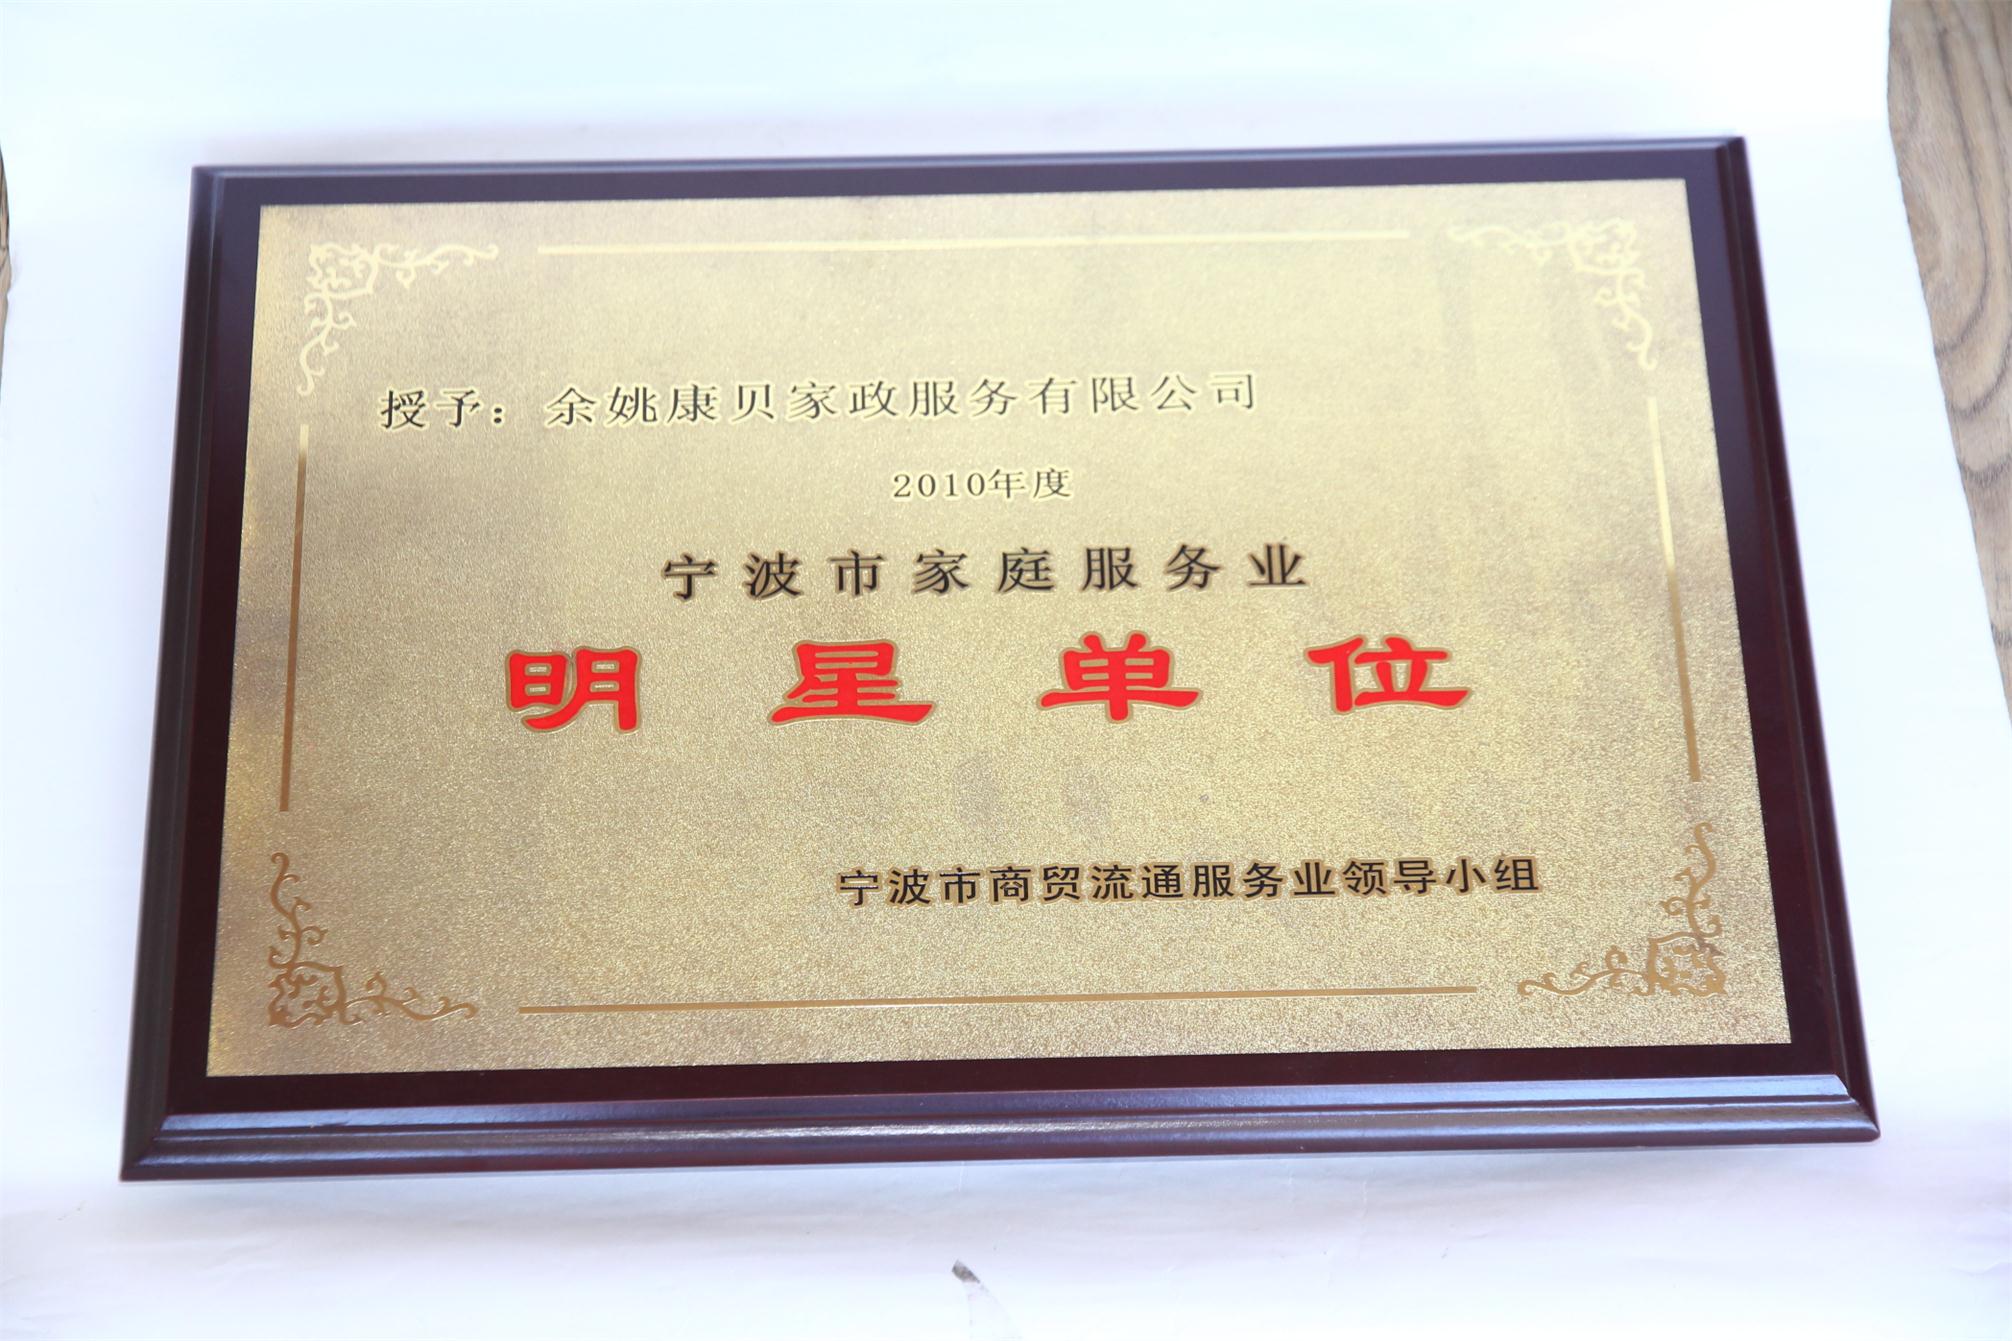 授予：余姚康贝家政服务有限公司
2010年度
宁波市家庭服务业
明星单位
宁波市商贸流通服务业领导小组